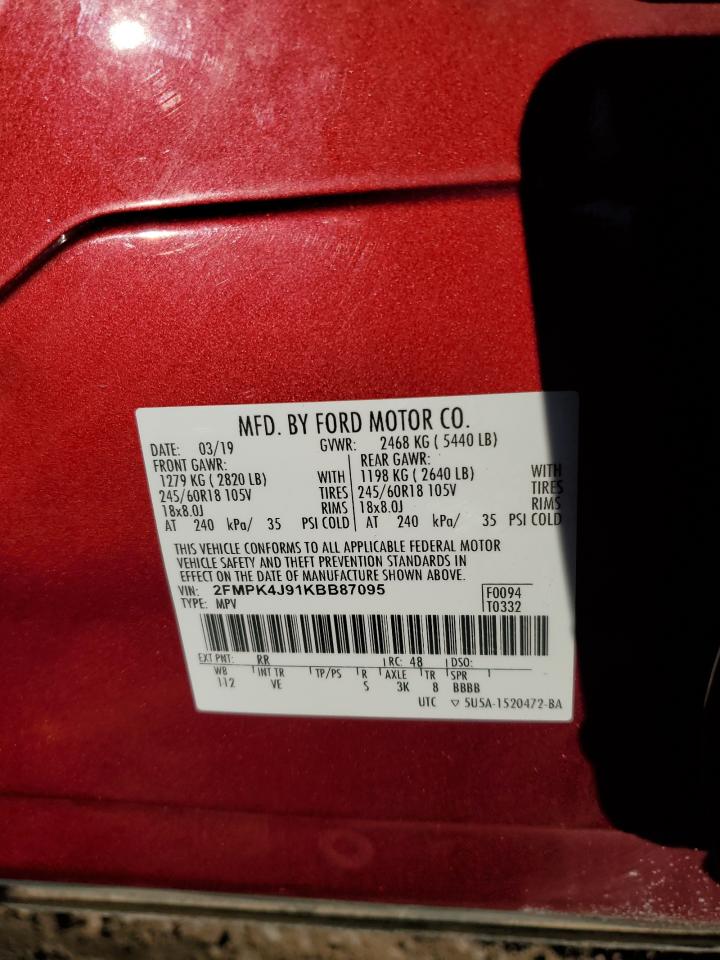 MFD. BY FORD MOTOR CO.
DATE: 03/19 GVWR: 2468 KG ( 5440 LB)
FRONT GAWR: REAR GAWR:
1279 KG ( 2820 LB) WITH 1198 KG ( 2640 LB) WITH
245/60R18 105V TIRES 245/60R18 105V TIRES
18x8.0J RIMS 18x8.0J RIMS
AT 240 kPa/ 35 PSI COLD AT 240 kPa/ 35 PSI COLD
THIS VEHICLE CONFORMS TO ALL APPLICABLE FEDERAL MOTOR
VEHICLE SAFETY AND THEFT PREVENTION STANDARDS IN
EFFECT ON THE DATE OF MANUFACTURE SHOWN ABOVE.
VIN: 2FMPK4J91KBB87095 F0094
TYPE: MPV T0332
EXT PNT: RR RC: 48 DSO:
WB INT TR TP/PS R AXLE TR SPR
112 VE S 3K 8 BBBB
UTC ▽ 5U5A-1520472-BA